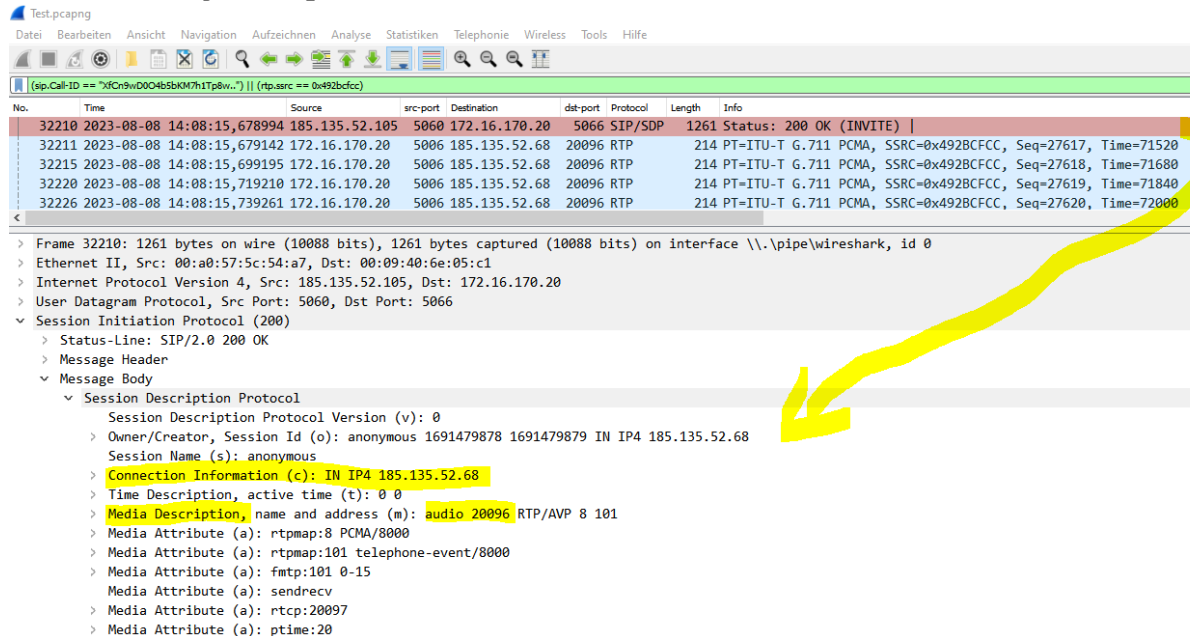 Test.pcapng
Datei Bearbeiten Ansicht Navigation Aufzeichnen Analyse Statistiken Telephonie Wireless Tools Hilfe
(sip.Call-ID == "XfCn9wD0O4b5bKM7h1Tp8w..") || (rtp.ssrc == 0x492bcfcc)
No. Time Source src-port Destination dst-port Protocol Length Info
32210 2023-08-08 14:08:15,678994 185.135.52.105 5060 172.16.170.20 5066 SIP/SDP 1261 Status: 200 OK (INVITE) |
32211 2023-08-08 14:08:15,679142 172.16.170.20 5006 185.135.52.68 20096 RTP 214 PT=ITU-T G.711 PCMA, SSRC=0x492BCFCC, Seq=27617, Time=71520
32215 2023-08-08 14:08:15,699195 172.16.170.20 5006 185.135.52.68 20096 RTP 214 PT=ITU-T G.711 PCMA, SSRC=0x492BCFCC, Seq=27618, Time=71680
32220 2023-08-08 14:08:15,719210 172.16.170.20 5006 185.135.52.68 20096 RTP 214 PT=ITU-T G.711 PCMA, SSRC=0x492BCFCC, Seq=27619, Time=71840
32226 2023-08-08 14:08:15,739261 172.16.170.20 5006 185.135.52.68 20096 RTP 214 PT=ITU-T G.711 PCMA, SSRC=0x492BCFCC, Seq=27620, Time=72000
Frame 32210: 1261 bytes on wire (10088 bits), 1261 bytes captured (10088 bits) on interface \\.\pipe\wireshark, id 0
Ethernet II, Src: 00:a0:57:5c:54:a7, Dst: 00:09:40:6e:05:c1
Internet Protocol Version 4, Src: 185.135.52.105, Dst: 172.16.170.20
User Datagram Protocol, Src Port: 5060, Dst Port: 5066
Session Initiation Protocol (200)
Status-Line: SIP/2.0 200 OK
Message Header
Message Body
Session Description Protocol
Session Description Protocol Version (v): 0
Owner/Creator, Session Id (o): anonymous 1691479878 1691479879 IN IP4 185.135.52.68
Session Name (s): anonymous
Connection Information (c): IN IP4 185.135.52.68
Time Description, active time (t): 0 0
Media Description, name and address (m): audio 20096 RTP/AVP 8 101
Media Attribute (a): rtpmap:8 PCMA/8000
Media Attribute (a): rtpmap:101 telephone-event/8000
Media Attribute (a): fmtp:101 0-15
Media Attribute (a): sendrecv
Media Attribute (a): rtcp:20097
Media Attribute (a): ptime:20